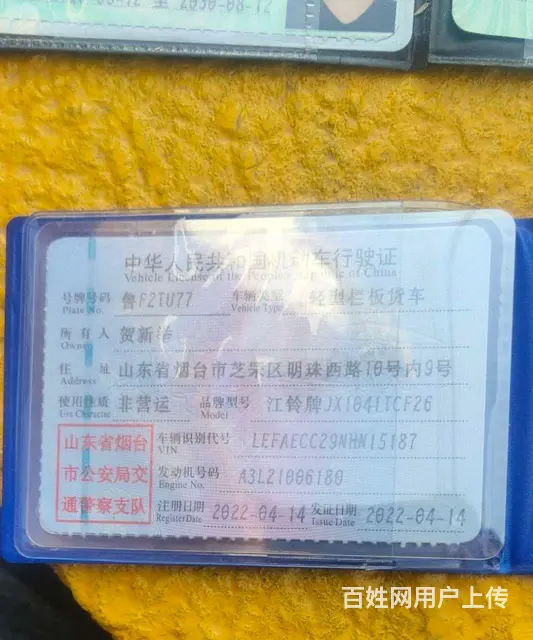 至 2030-08-12
中华人民共和国机动车行驶证
Vehicle License of the People's Republic of China
号牌号码 鲁F2TU77 车辆类型 轻型栏板货车
Plate No. Vehicle Type
所有人 贺新举
Owner
住址 山东省烟台市芝罘区明珠西路10号内9号
Address
使用性质 非营运 品牌型号 江铃牌JX1041TCF26
Use Character Model
山东省烟台 车辆识别代号 LEFAECC29NHN15187
VIN
市公安局交 发动机号码 A3L21006180
Engine No.
通警察支队 注册日期 2022-04-14 发证日期 2022-04-14
Register Date Issue Date
百姓网用户上传